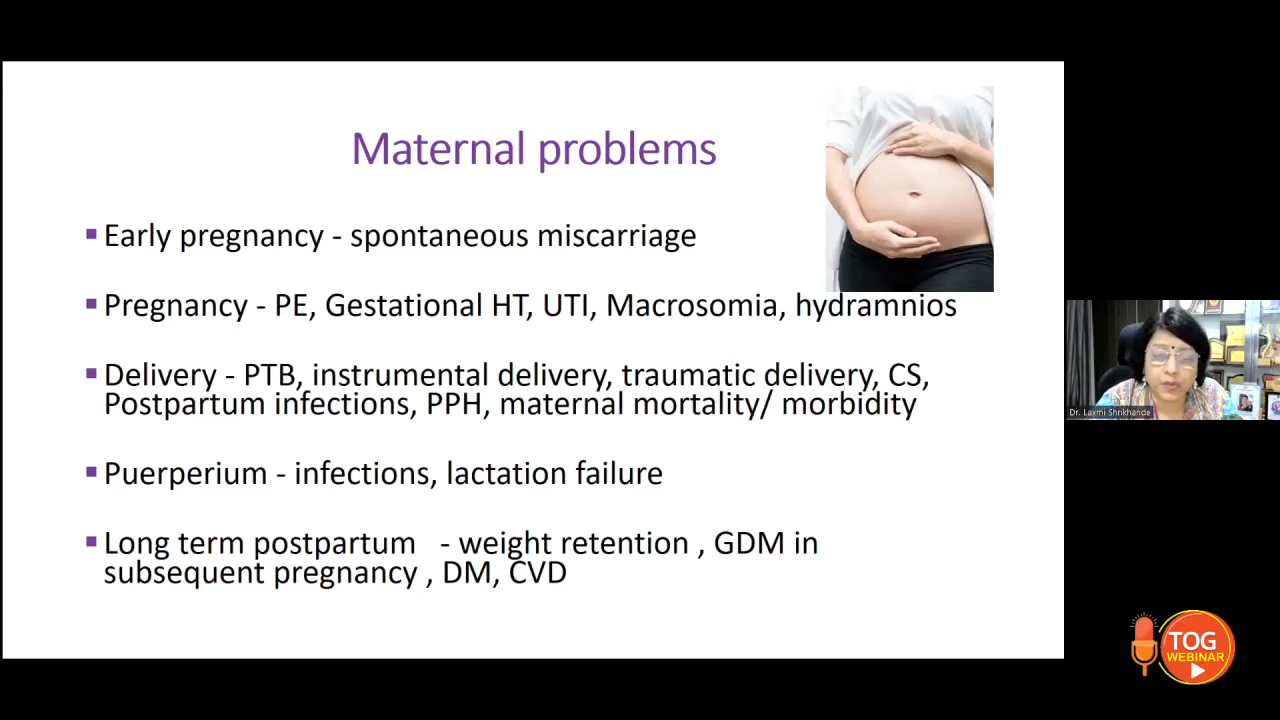 Maternal problems
Early pregnancy - spontaneous miscarriage
Pregnancy - PE, Gestational HT, UTI, Macrosomia, hydramnios
Delivery - PTB, instrumental delivery, traumatic delivery, CS,
Postpartum infections, PPH, maternal mortality/ morbidity
Puerperium - infections, lactation failure
Long term postpartum - weight retention , GDM in
subsequent pregnancy , DM, CVD
Dr. Laxmi Shrikhande
TOG
WEBINAR